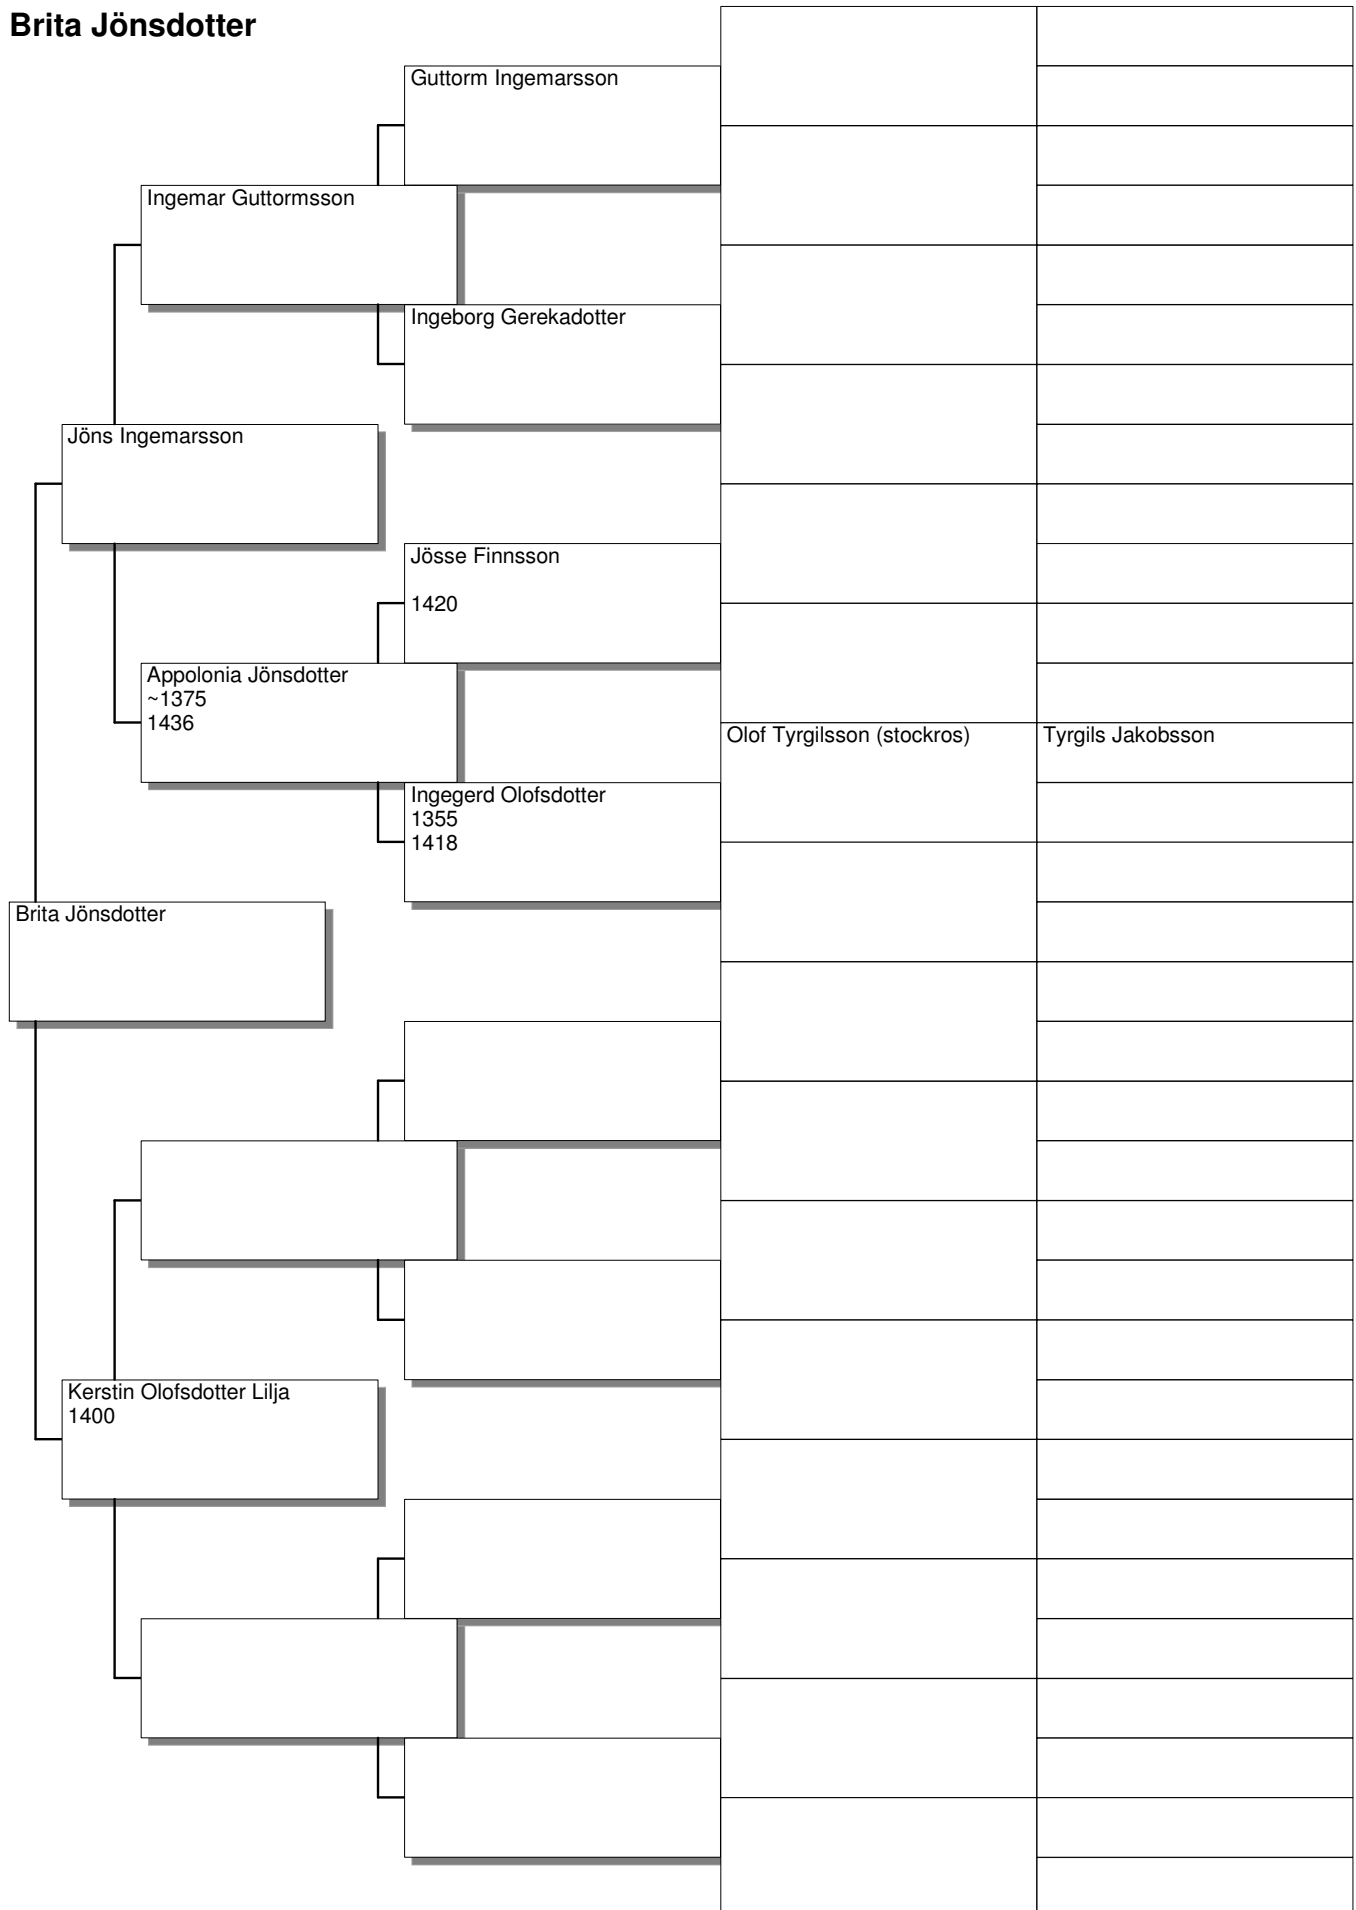 Brita Jönsdotter
Guttorm Ingemarsson
Ingemar Guttormsson
Ingeborg Gerekadotter
Jöns Ingemarsson
Jösse Finnsson
1420
Appolonia Jönsdotter
~1375
1436
Olof Tyrgilsson (stockros)
Tyrgils Jakobsson
Ingegerd Olofsdotter
1355
1418
Brita Jönsdotter
Kerstin Olofsdotter Lilja
1400